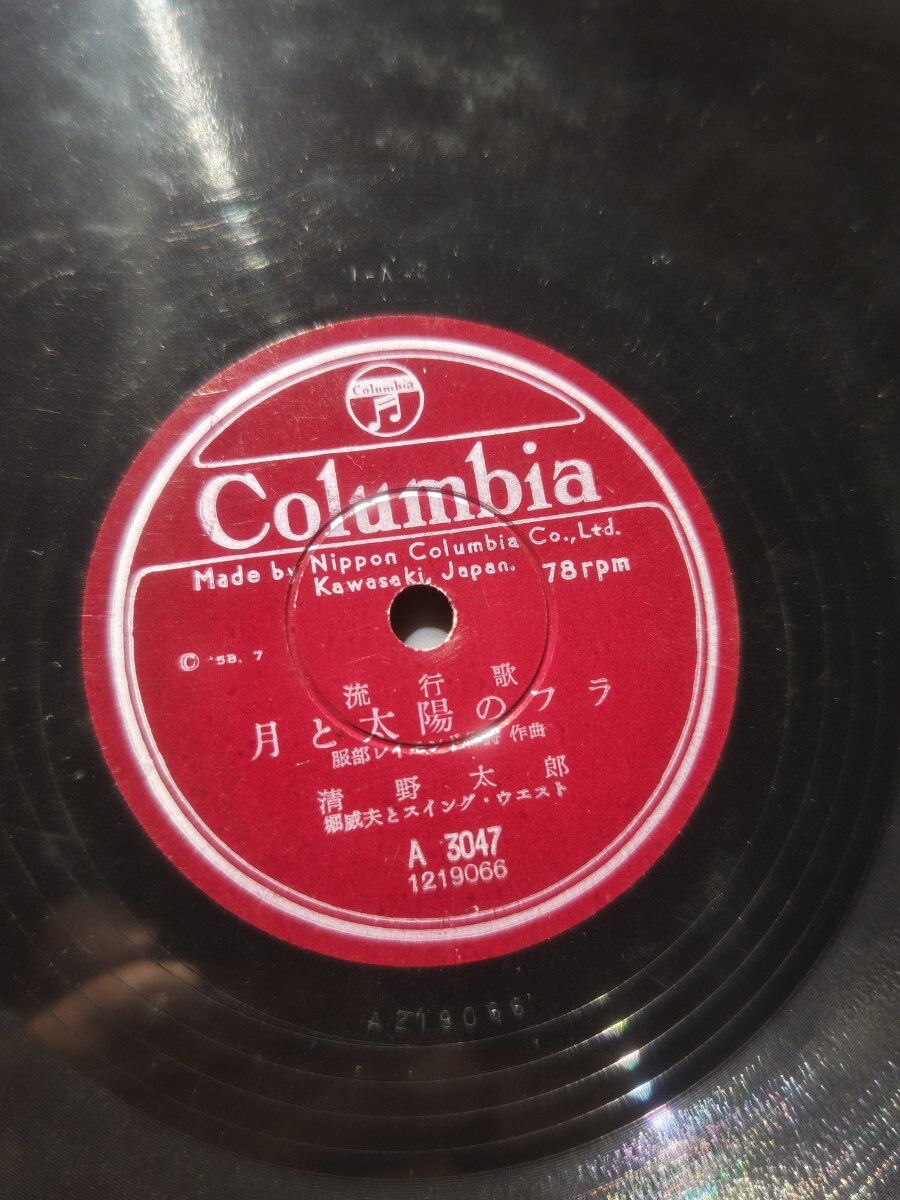 Columbia
Columbia
Made by Nippon Columbia Co., Ltd.
Kawasaki, Japan. 78 rpm
© '58. 7
流行歌
月と太陽のフラ
服部レイモンド 作曲
清野太郎
堀威夫とスイング・ウエスト
A 3047
1219066
A219066